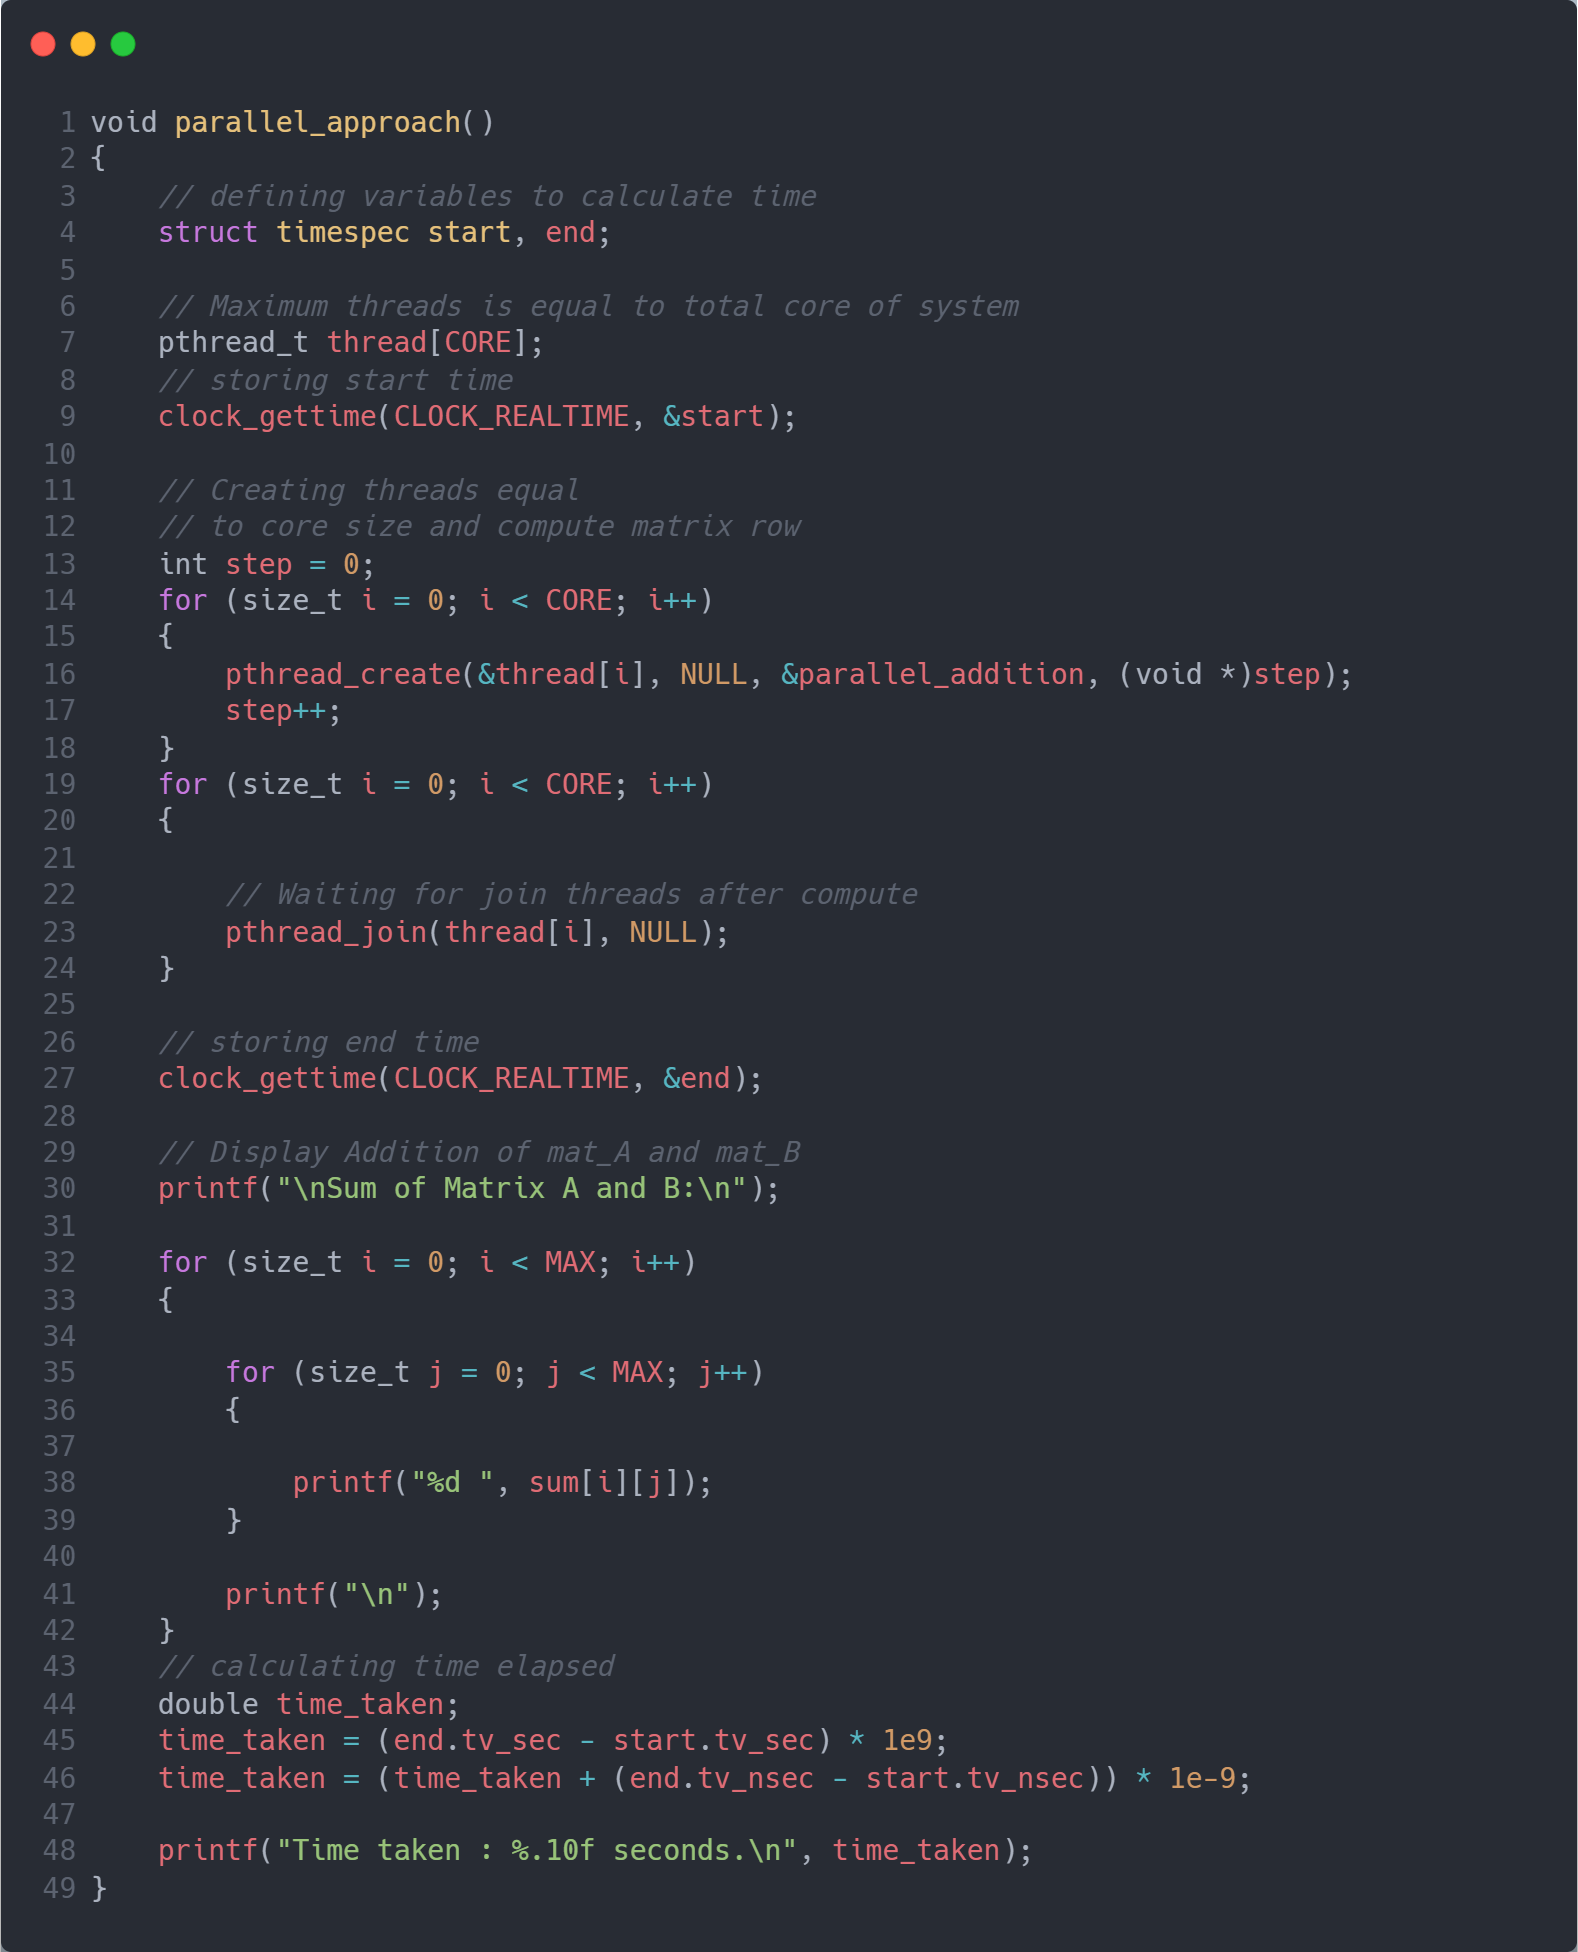 1 void parallel_approach()
2 {
3     // defining variables to calculate time
4     struct timespec start, end;
5
6     // Maximum threads is equal to total core of system
7     pthread_t thread[CORE];
8     // storing start time
9     clock_gettime(CLOCK_REALTIME, &start);
10
11     // Creating threads equal
12     // to core size and compute matrix row
13     int step = 0;
14     for (size_t i = 0; i < CORE; i++)
15     {
16         pthread_create(&thread[i], NULL, &parallel_addition, (void *)step);
17         step++;
18     }
19     for (size_t i = 0; i < CORE; i++)
20     {
21
22         // Waiting for join threads after compute
23         pthread_join(thread[i], NULL);
24     }
25
26     // storing end time
27     clock_gettime(CLOCK_REALTIME, &end);
28
29     // Display Addition of mat_A and mat_B
30     printf("\nSum of Matrix A and B:\n");
31
32     for (size_t i = 0; i < MAX; i++)
33     {
34
35         for (size_t j = 0; j < MAX; j++)
36         {
37
38             printf("%d ", sum[i][j]);
39         }
40
41         printf("\n");
42     }
43     // calculating time elapsed
44     double time_taken;
45     time_taken = (end.tv_sec - start.tv_sec) * 1e9;
46     time_taken = (time_taken + (end.tv_nsec - start.tv_nsec)) * 1e-9;
47
48     printf("Time taken : %.10f seconds.\n", time_taken);
49 }